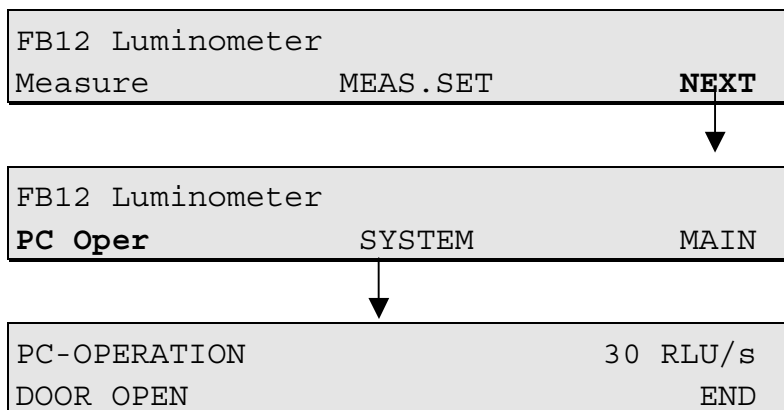 FB12 Luminometer
Measure MEAS.SET NEXT
FB12 Luminometer
PC Oper SYSTEM MAIN
PC-OPERATION 30 RLU/s
DOOR OPEN END